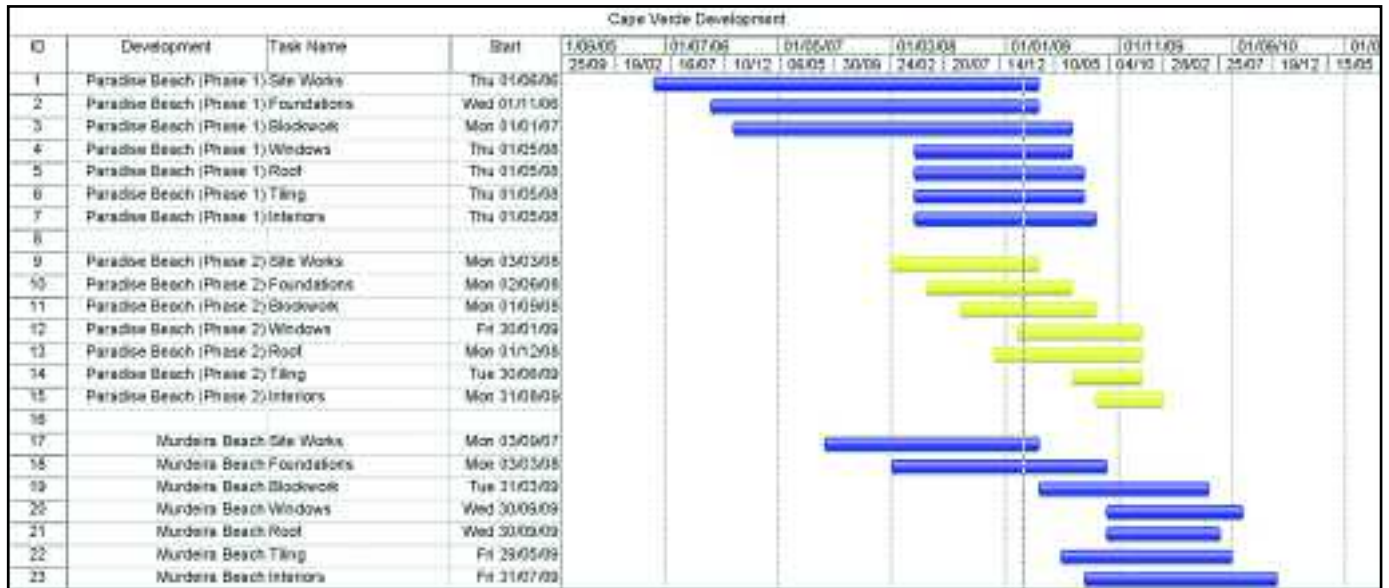 Cape Verde Development
ID Development Task Name Start 1/09/05 01/07/06 01/05/07 01/03/08 01/01/09 01/11/09 01/09/10 01/0
25/09 19/02 16/07 10/12 06/05 30/09 24/02 20/07 14/12 10/05 04/10 28/02 25/07 19/12 15/05
1 Paradise Beach (Phase 1) Site Works Thu 01/06/06
2 Paradise Beach (Phase 1) Foundations Wed 01/11/06
3 Paradise Beach (Phase 1) Blockwork Mon 01/01/07
4 Paradise Beach (Phase 1) Windows Thu 01/05/08
5 Paradise Beach (Phase 1) Roof Thu 01/05/08
6 Paradise Beach (Phase 1) Tiling Thu 01/05/08
7 Paradise Beach (Phase 1) Interiors Thu 01/05/08
8
9 Paradise Beach (Phase 2) Site Works Mon 03/03/08
10 Paradise Beach (Phase 2) Foundations Mon 02/06/08
11 Paradise Beach (Phase 2) Blockwork Mon 01/09/08
12 Paradise Beach (Phase 2) Windows Fri 30/01/09
13 Paradise Beach (Phase 2) Roof Mon 01/12/08
14 Paradise Beach (Phase 2) Tiling Tue 30/06/09
15 Paradise Beach (Phase 2) Interiors Mon 31/08/09
16
17 Murdeira Beach Site Works Mon 03/09/07
18 Murdeira Beach Foundations Mon 03/03/08
19 Murdeira Beach Blockwork Tue 31/03/09
20 Murdeira Beach Windows Wed 30/09/09
21 Murdeira Beach Roof Wed 30/09/09
22 Murdeira Beach Tiling Fri 29/05/09
23 Murdeira Beach Interiors Fri 31/07/09